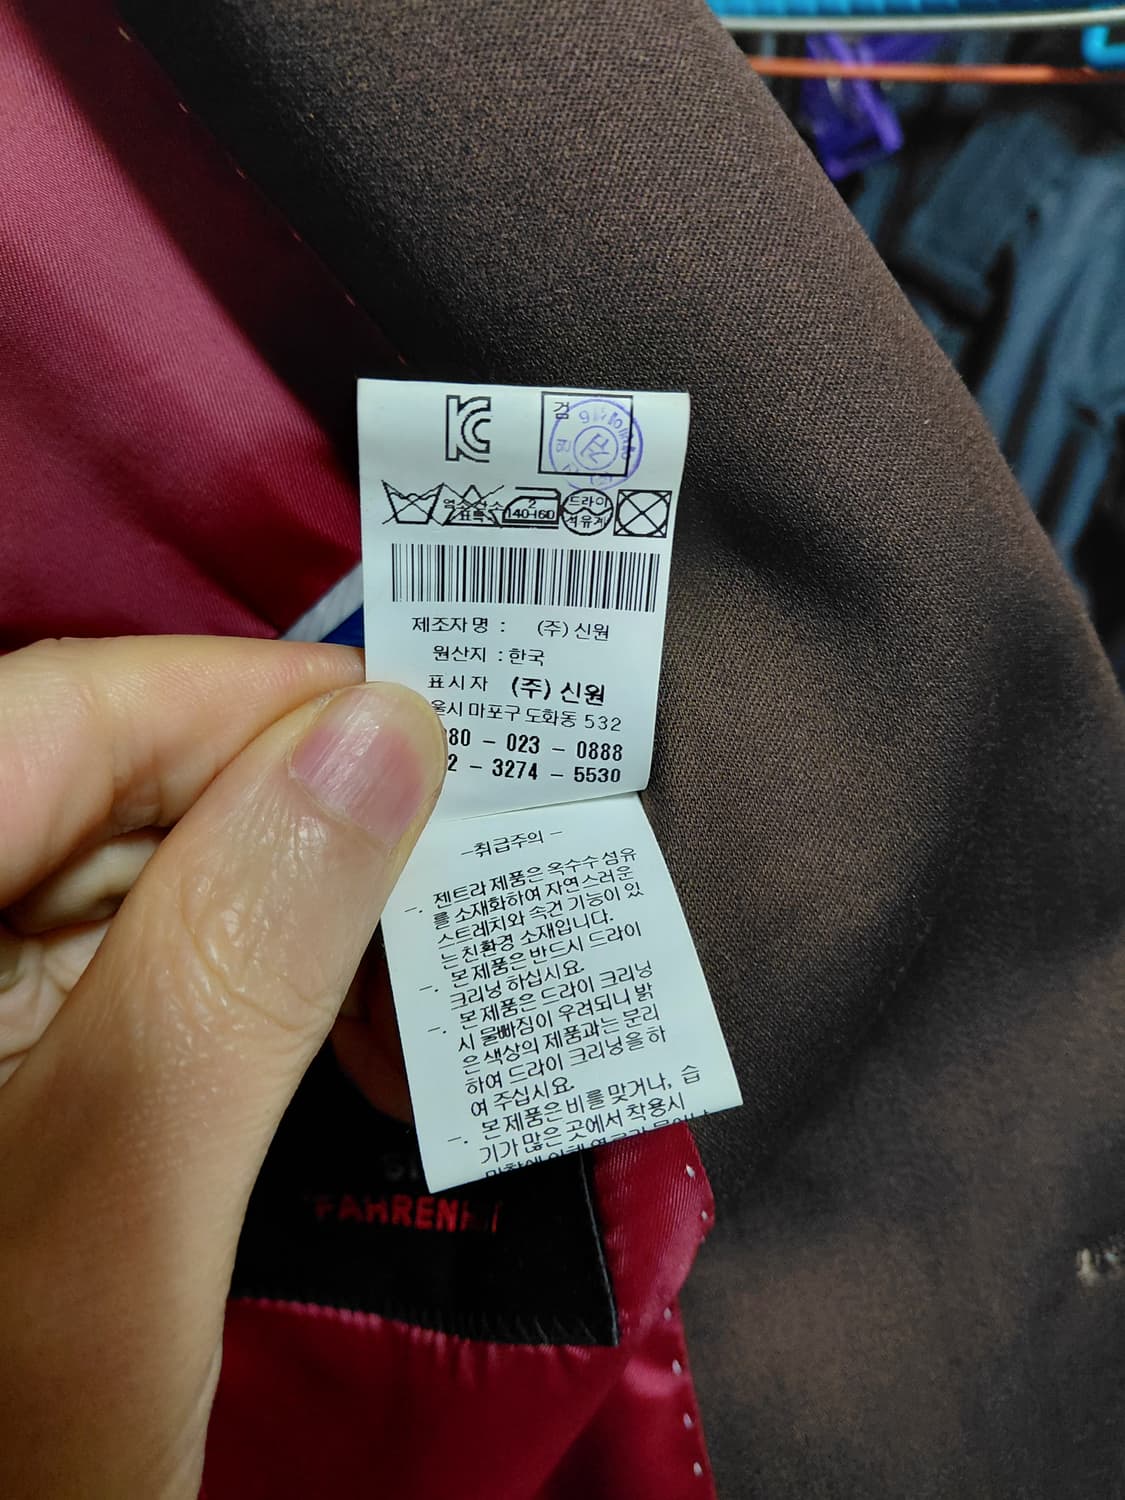 검
드라이
석유계
2
140-160
제조자명 : (주) 신원
원산지 : 한국
표시자 (주) 신원
울시 마포구 도화동 532
80 - 023 - 0888
2 - 3274 - 5530
-취급주의-
-. 젠트라 제품은 옥수수 섬유
를 소재화하여 자연스러운
스트레치와 속건 기능이 있
는 친환경 소재입니다.
-. 본 제품은 반드시 드라이
크리닝 하십시요.
-. 본 제품은 드라이 크리닝
시 물빠짐이 우려되니 밝
은 색상의 제품과는 분리
하여 드라이 크리닝을 하
여 주십시요.
-. 본 제품은 비를 맞거나, 습
기가 많은 곳에서 착용시
FAHREN